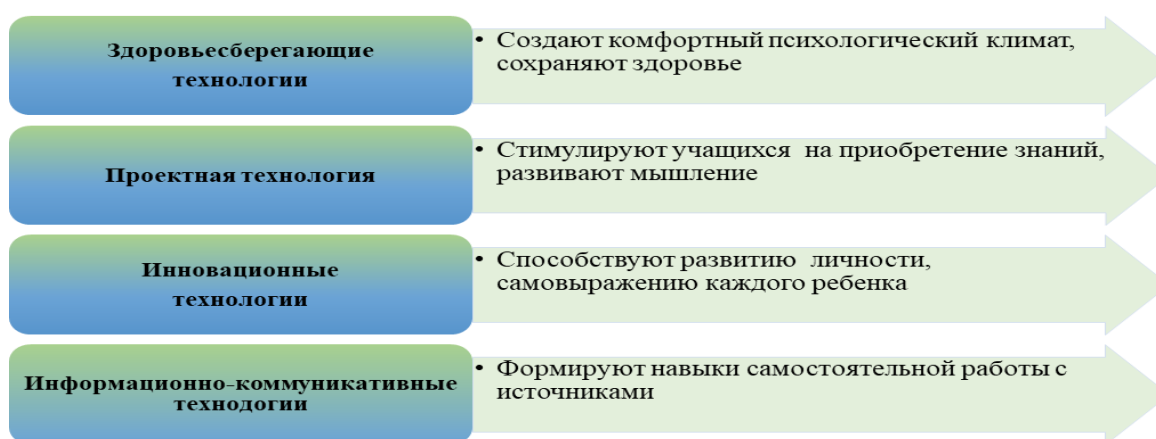 Здоровьесберегающие
технологии
• Создают комфортный психологический климат,
сохраняют здоровье
Проектная технология
• Стимулируют учащихся на приобретение знаний,
развивают мышление
Инновационные
технологии
• Способствуют развитию личности,
самовыражению каждого ребенка
Информационно-коммуникативные
технодогии
• Формируют навыки самостоятельной работы с
источниками